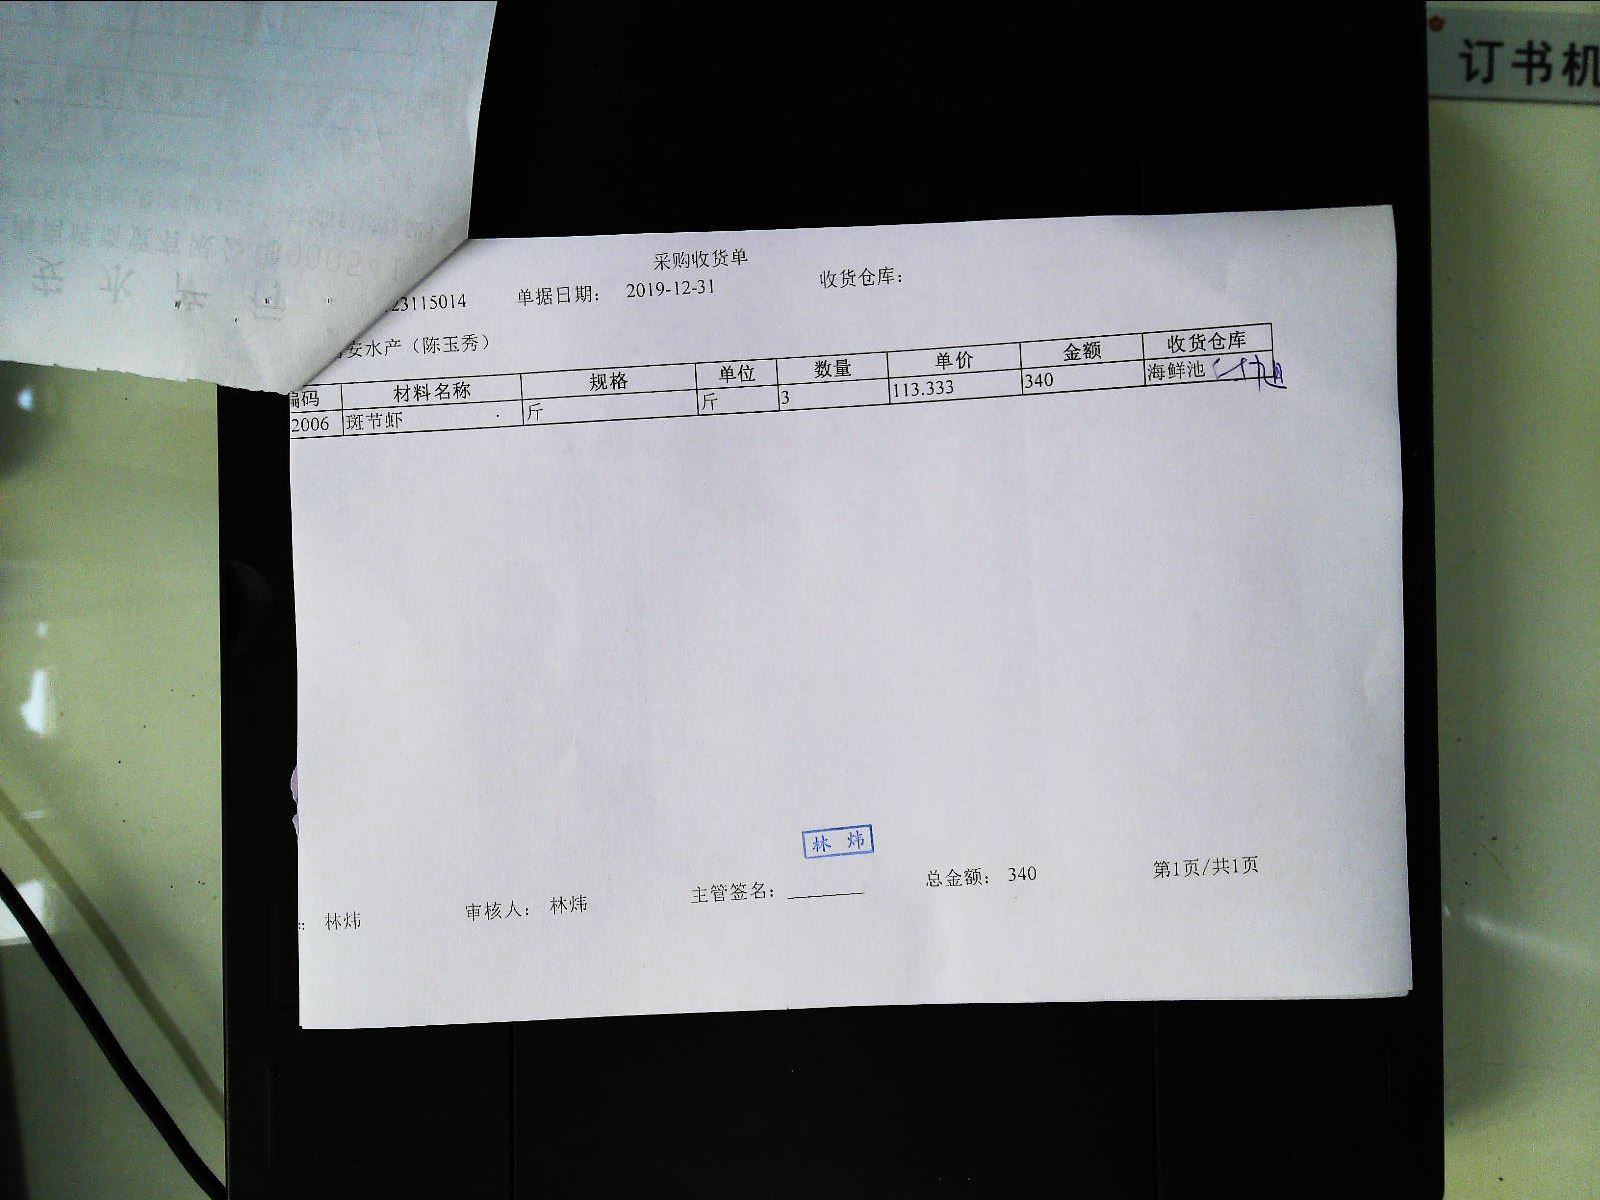 订书机
采购收货单
23115014 单据日期: 2019-12-31 收货仓库:
安水产（陈玉秀）
编码 材料名称 规格 单位 数量 单价 金额 收货仓库
2006 斑节虾 斤 斤 3 113.333 340 海鲜池
林炜
: 林炜 审核人: 林炜 主管签名: 总金额: 340 第1页/共1页